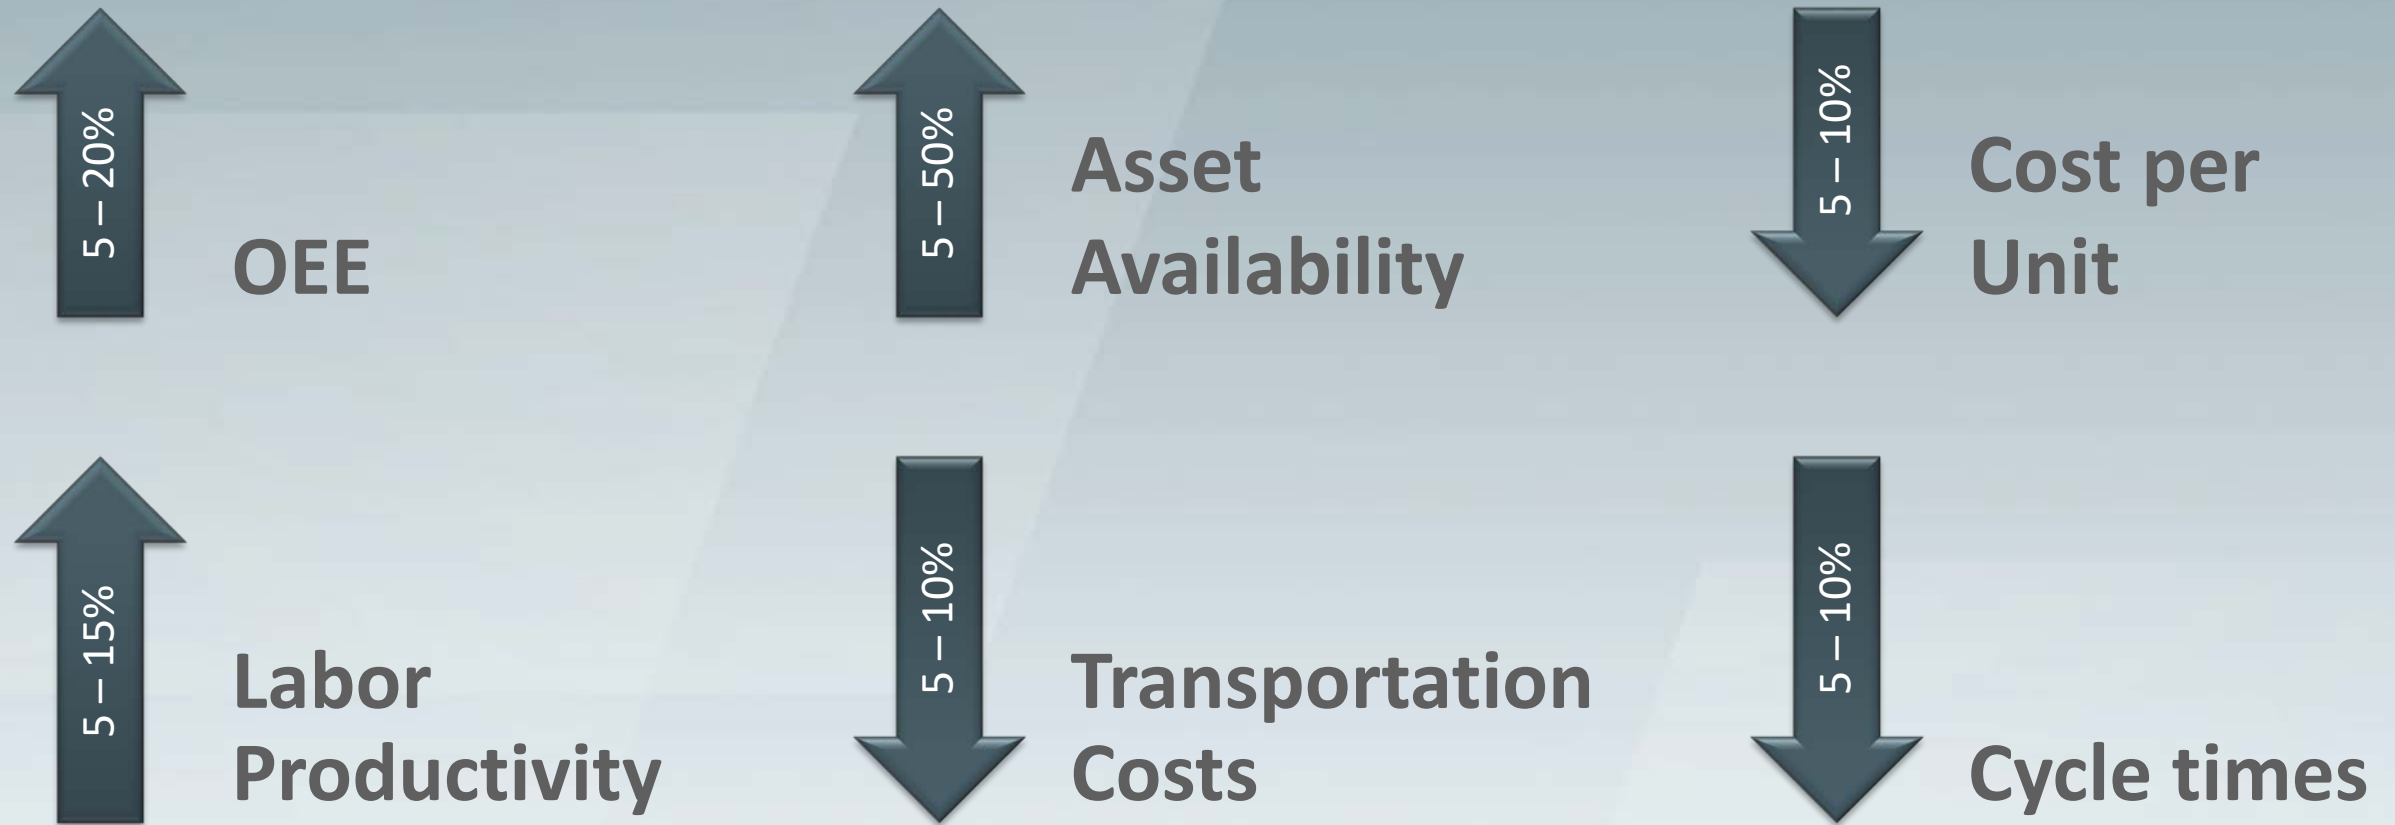 5 – 20%
OEE
5 – 50%
Asset
Availability
5 – 10%
Cost per
Unit
5 – 15%
Labor
Productivity
5 – 10%
Transportation
Costs
5 – 10%
Cycle times